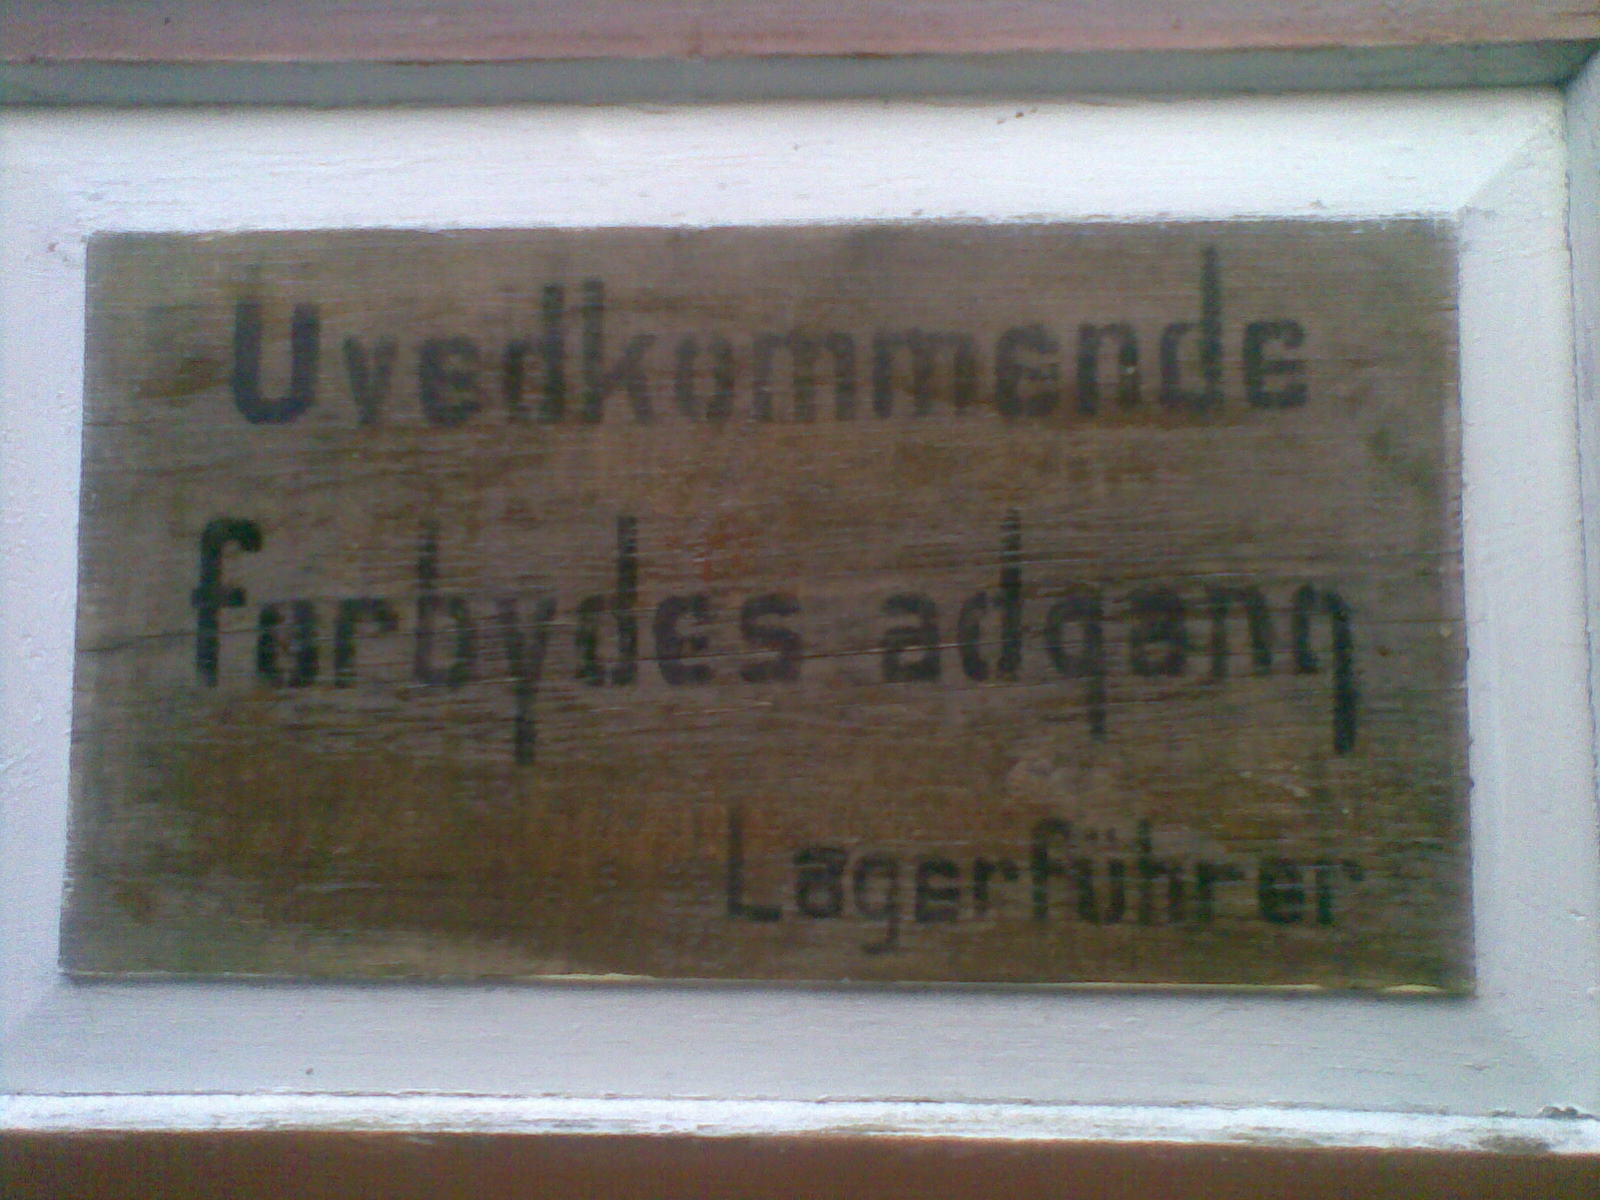 Uvedkommende
forbydes adgang
Lagerführer